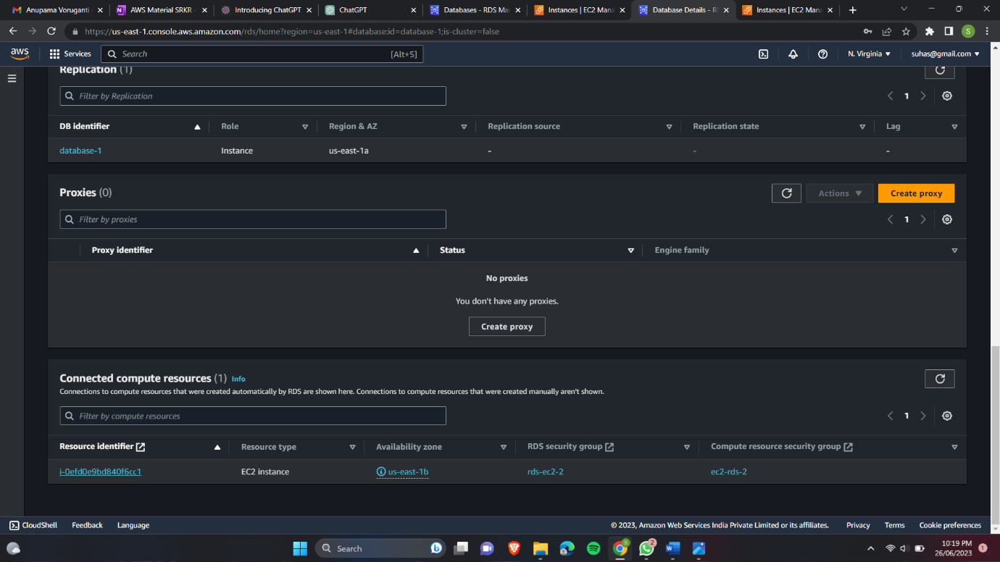 Anupama Voruganti
AWS Material SRKR -
Introducing ChatGPT
ChatGPT
Databases - RDS Ma
Instances | EC2 Mana
Database Details - R
Instances | EC2 Mana
https://us-east-1.console.aws.amazon.com/rds/home?region=us-east-1#database:id=database-1;is-cluster=false
S
aws
Services
Search
[Alt+S]
N. Virginia
suhas@gmail.com
Replication (1)
Filter by Replication
1
DB identifier
Role
Region & AZ
Replication source
Replication state
Lag
database-1
Instance
us-east-1a
-
-
-
Proxies (0)
Actions
Create proxy
Filter by proxies
1
Proxy identifier
Status
Engine family
No proxies
You don't have any proxies.
Create proxy
Connected compute resources (1) Info
Connections to compute resources that were created automatically by RDS are shown here. Connections to compute resources that were created manually aren't shown.
Filter by compute resources
1
Resource identifier
Resource type
Availability zone
RDS security group
Compute resource security group
i-0efd0e9bd840f6cc1
EC2 instance
us-east-1b
rds-ec2-2
ec2-rds-2
CloudShell
Feedback
Language
© 2023, Amazon Web Services India Private Limited or its affiliates.
Privacy
Terms
Cookie preferences
Search
2
10:19 PM
26/06/2023
1